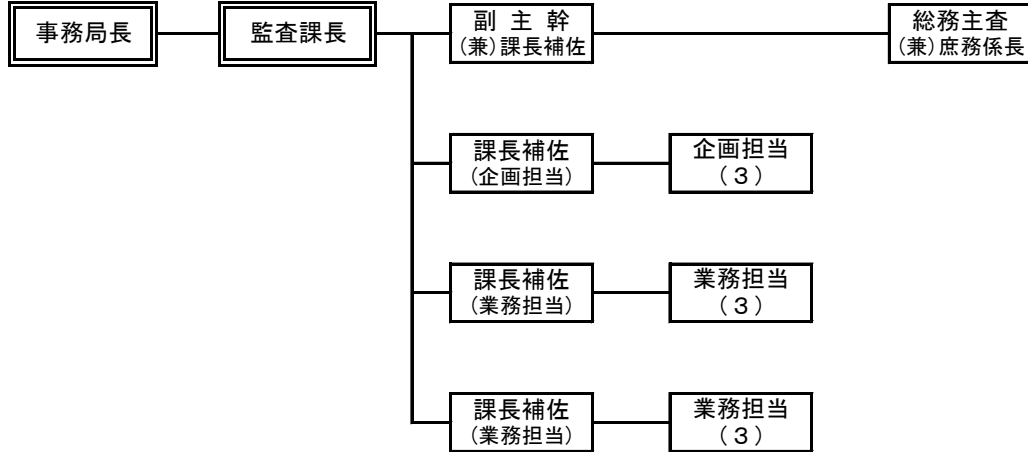 事務局長
監査課長
副主幹
(兼)課長補佐
総務主査
(兼)庶務係長
課長補佐
(企画担当)
企画担当
(3)
課長補佐
(業務担当)
業務担当
(3)
課長補佐
(業務担当)
業務担当
(3)